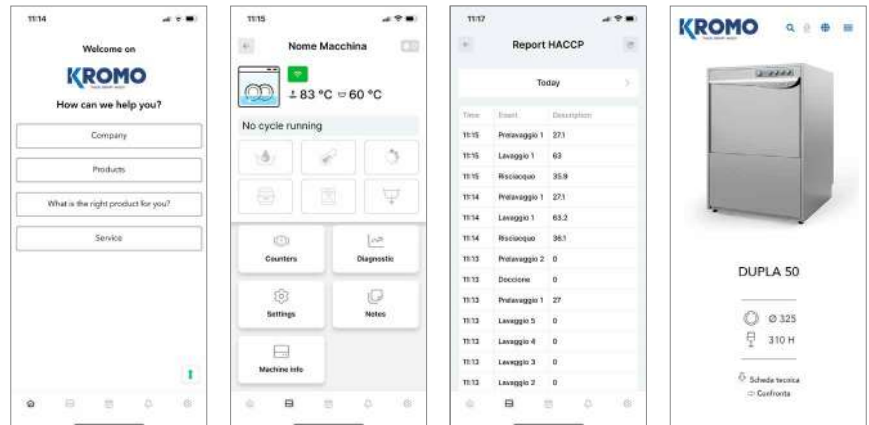 11:14
Welcome on
KROMO
How can we help you?
Company
Products
What is the right product for you?
Service
11:15
Nome Macchina
83 °C 60 °C
No cycle running
Counters
Diagnostic
Settings
Notes
Machine info
11:17
Report HACCP
Today
Time Event Description
11:15 Prelavaggio 1 27.1
11:15 Lavaggio 1 63
11:15 Risciacquo 35.9
11:14 Prelavaggio 1 27.1
11:14 Lavaggio 1 63.2
11:14 Risciacquo 36.1
11:13 Prelavaggio 2 0
11:13 Doccione 0
11:13 Prelavaggio 1 27
11:13 Lavaggio 5 0
11:13 Lavaggio 4 0
11:13 Lavaggio 3 0
11:13 Lavaggio 2 0
KROMO
DUPLA 50
Ø 325
310 H
Scheda tecnica
Confronta